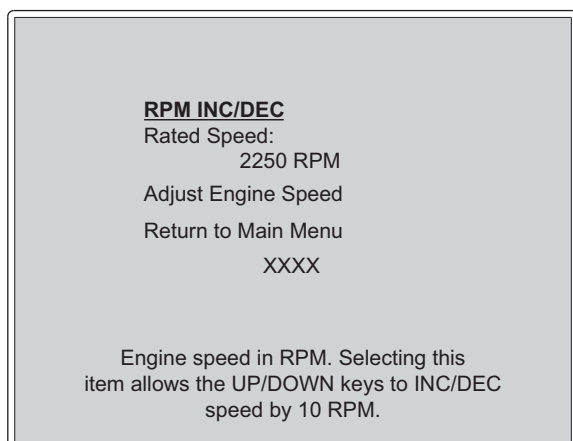 RPM INC/DEC
Rated Speed:
2250 RPM
Adjust Engine Speed
Return to Main Menu
XXXX
Engine speed in RPM. Selecting this
item allows the UP/DOWN keys to INC/DEC
speed by 10 RPM.